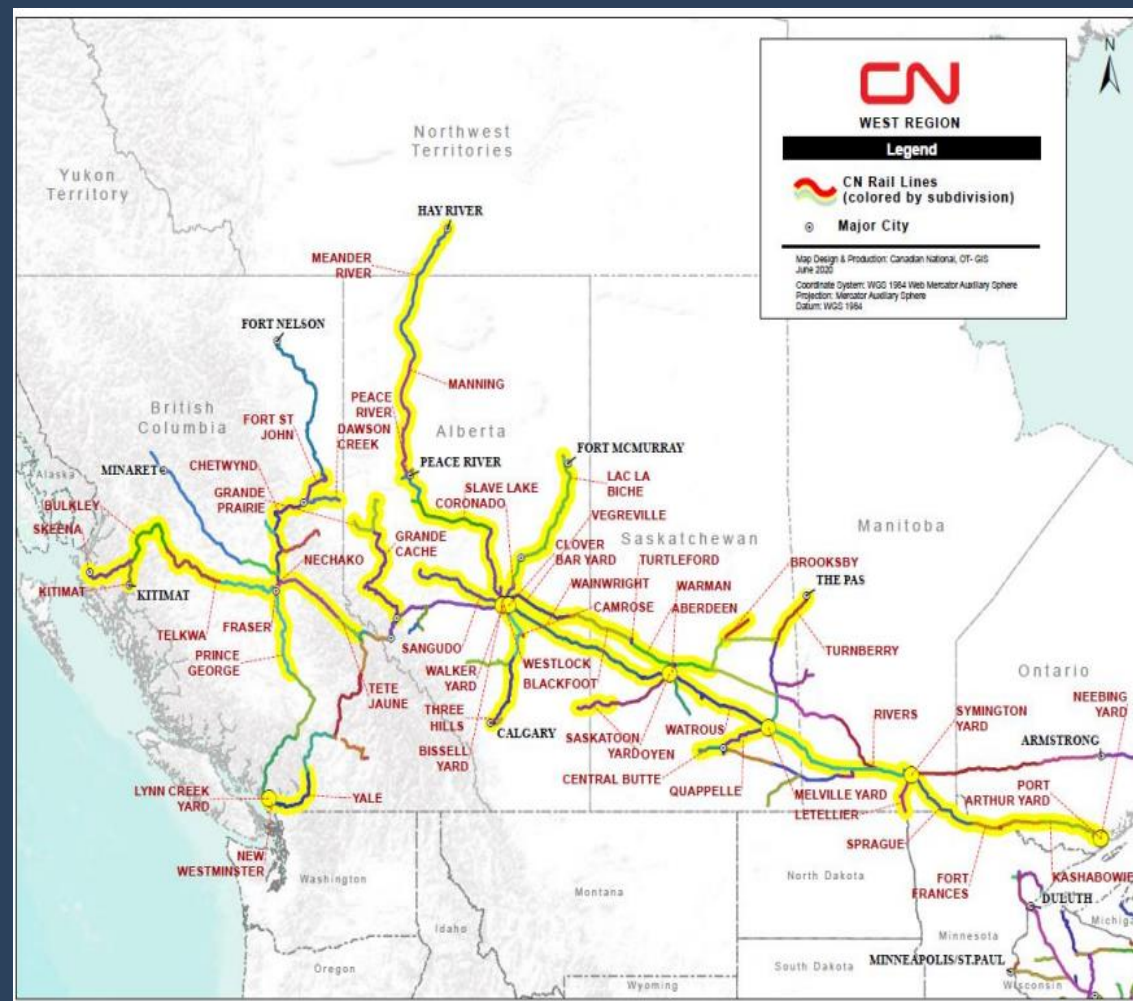 CN
WEST REGION
Legend
CN Rail Lines
(colored by subdivision)
Major City
Map Design & Production: Canadian National, OT- GIS
June 2020
Coordinate System: WGS 1984 Web Mercator Auxiliary Sphere
Projection: Mercator Auxiliary Sphere
Datum: WGS 1984
N
Northwest
Territories
Yukon
Territory
HAY RIVER
MEANDER
RIVER
FORT NELSON
MANNING
PEACE
RIVER
DAWSON
CREEK
British
Columbia
FORT ST
JOHN
Alberta
FORT MCMURRAY
MINARET
CHETWYND
PEACE RIVER
SLAVE LAKE
CORONADO
LAC LA
BICHE
Alaska
BULKLEY
GRANDE
PRAIRIE
VEGREVILLE
Manitoba
SKEENA
NECHAKO
GRANDE
CACHE
CLOVER
BAR YARD
Saskatchewan
TURTLEFORD
BROOKSBY
WAINWRIGHT
WARMAN
THE PAS
KITIMAT
KITIMAT
CAMROSE
ABERDEEN
TELKWA
FRASER
SANGUDO
TURNBERRY
PRINCE
GEORGE
WALKER
YARD
WESTLOCK
BLACKFOOT
Ontario
TETE
JAUNE
THREE
HILLS
CALGARY
SASKATOON
YARD
OYEN
WATROUS
RIVERS
SYMINGTON
YARD
NEEBING
YARD
BISSELL
YARD
ARMSTRONG
CENTRAL BUTTE
LYNN CREEK
YARD
YALE
QUAPPELLE
MELVILLE YARD
PORT
ARTHUR YARD
LETELLIER
SPRAGUE
NEW
WESTMINSTER
Washington
Montana
North Dakota
FORT
FRANCES
KASHABOWIE
DULUTH
Michiga
Idaho
Minnesota
Oregon
South Dakota
MINNEAPOLIS/ST.PAUL
Wyoming
Wisconsin